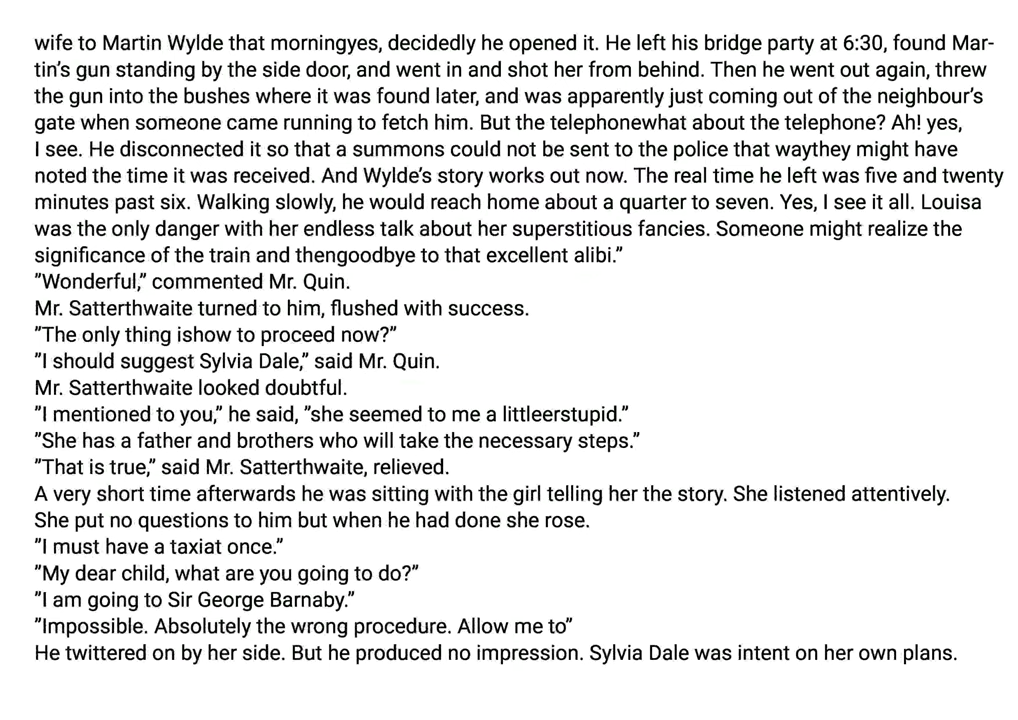 wife to Martin Wylde that morningyes, decidedly he opened it. He left his bridge party at 6:30, found Mar-
tin’s gun standing by the side door, and went in and shot her from behind. Then he went out again, threw
the gun into the bushes where it was found later, and was apparently just coming out of the neighbour’s
gate when someone came running to fetch him. But the telephonewhat about the telephone? Ah! yes,
I see. He disconnected it so that a summons could not be sent to the police that waythey might have
noted the time it was received. And Wylde’s story works out now. The real time he left was five and twenty
minutes past six. Walking slowly, he would reach home about a quarter to seven. Yes, I see it all. Louisa
was the only danger with her endless talk about her superstitious fancies. Someone might realize the
significance of the train and thengoodbye to that excellent alibi.”
”Wonderful,” commented Mr. Quin.
Mr. Satterthwaite turned to him, flushed with success.
”The only thing ishow to proceed now?”
”I should suggest Sylvia Dale,” said Mr. Quin.
Mr. Satterthwaite looked doubtful.
”I mentioned to you,” he said, ”she seemed to me a littleerstupid.”
”She has a father and brothers who will take the necessary steps.”
”That is true,” said Mr. Satterthwaite, relieved.
A very short time afterwards he was sitting with the girl telling her the story. She listened attentively.
She put no questions to him but when he had done she rose.
”I must have a taxiat once.”
”My dear child, what are you going to do?”
”I am going to Sir George Barnaby.”
”Impossible. Absolutely the wrong procedure. Allow me to”
He twittered on by her side. But he produced no impression. Sylvia Dale was intent on her own plans.